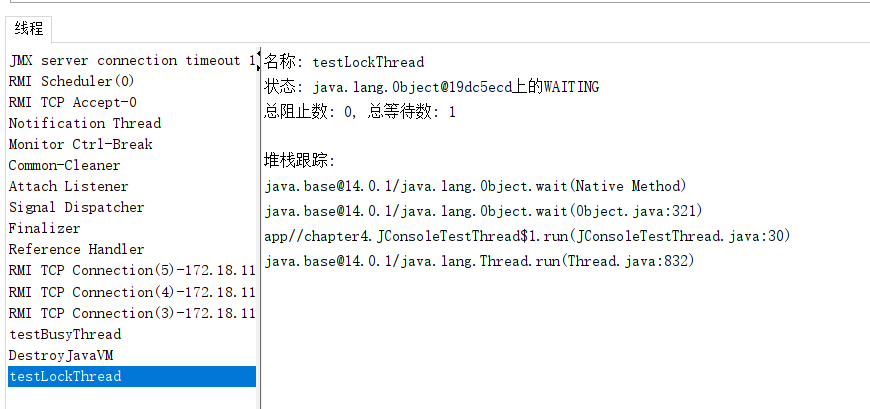 线程
JMX server connection timeout 1
RMI Scheduler(0)
RMI TCP Accept-0
Notification Thread
Monitor Ctrl-Break
Common-Cleaner
Attach Listener
Signal Dispatcher
Finalizer
Reference Handler
RMI TCP Connection(5)-172.18.11
RMI TCP Connection(4)-172.18.11
RMI TCP Connection(3)-172.18.11
testBusyThread
DestroyJavaVM
testLockThread
名称: testLockThread
状态: java.lang.Object@19dc5ecd上的WAITING
总阻止数: 0, 总等待数: 1
堆栈跟踪:
java.base@14.0.1/java.lang.Object.wait(Native Method)
java.base@14.0.1/java.lang.Object.wait(Object.java:321)
app//chapter4.JConsoleTestThread$1.run(JConsoleTestThread.java:30)
java.base@14.0.1/java.lang.Thread.run(Thread.java:832)